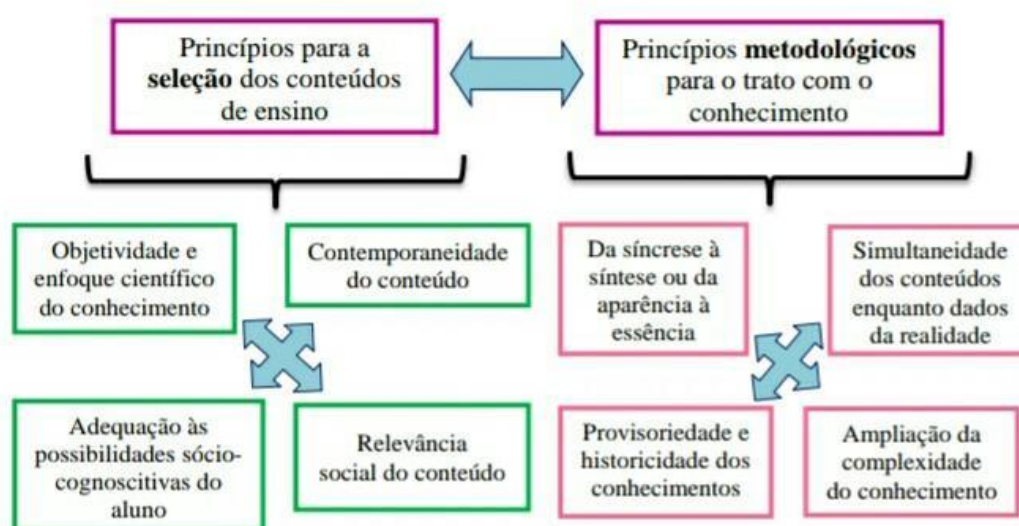 Princípios para a
seleção dos conteúdos
de ensino
Princípios metodológicos
para o trato com o
conhecimento
Objetividade e
enfoque científico
do conhecimento
Contemporaneidade
do conteúdo
Da síncrese à
síntese ou da
aparência à
essência
Simultaneidade
dos conteúdos
enquanto dados
da realidade
Adequação às
possibilidades sócio-
cognoscitivas do
aluno
Relevância
social do conteúdo
Provisoriedade e
historicidade dos
conhecimentos
Ampliação da
complexidade
do conhecimento